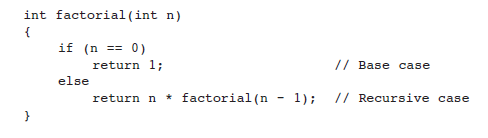 int factorial(int n)
{
    if (n == 0)
        return 1;                    // Base case
    else
        return n * factorial(n - 1);  // Recursive case
}